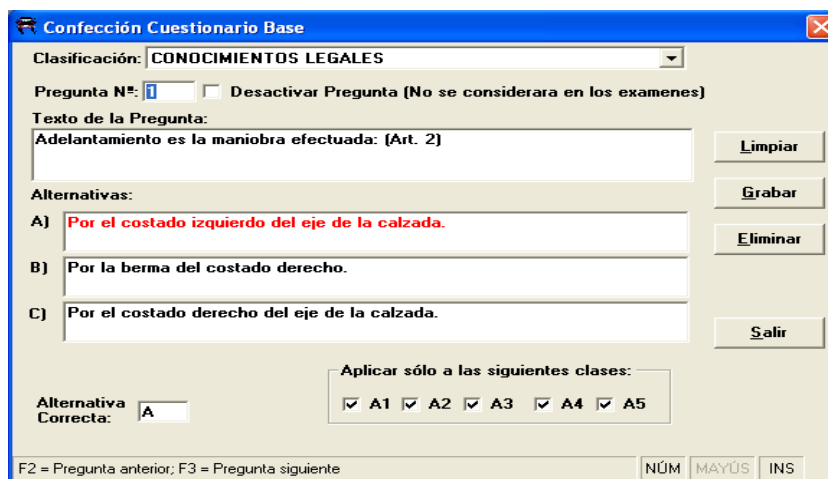 Confección Cuestionario Base
Clasificación: CONOCIMIENTOS LEGALES
Pregunta Nº: 1 Desactivar Pregunta (No se considerara en los examenes)
Texto de la Pregunta:
Adelantamiento es la maniobra efectuada: (Art. 2)
Limpiar
Alternativas:
Grabar
A) Por el costado izquierdo del eje de la calzada.
Eliminar
B) Por la berma del costado derecho.
C) Por el costado derecho del eje de la calzada.
Salir
Aplicar sólo a las siguientes clases:
Alternativa
Correcta: A
A1 A2 A3 A4 A5
F2 = Pregunta anterior; F3 = Pregunta siguiente NÚM MAYÚS INS